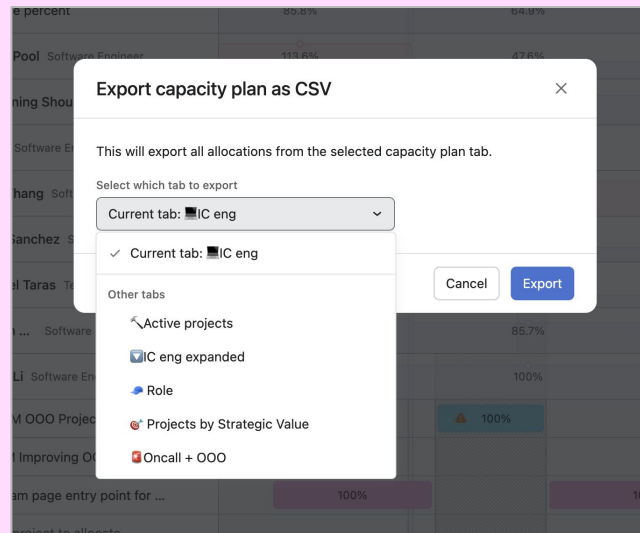 e percent 85.8% 64.9%
Pool Software Engineer 113.6% 47.6%
Export capacity plan as CSV
ning Shou
This will export all allocations from the selected capacity plan tab.
Software E
Select which tab to export
hang Soft
Current tab: 💻IC eng
Sanchez S
✓ Current tab: 💻IC eng
el Taras Te
Cancel Export
Other tabs
... Software 85.7%
🔨Active projects
🔽IC eng expanded
Li Software En 100%
🧢 Role
M OOO Projec 100%
🎯 Projects by Strategic Value
Improving O
🚨Oncall + OOO
am page entry point for ... 100% 1
project to allocate